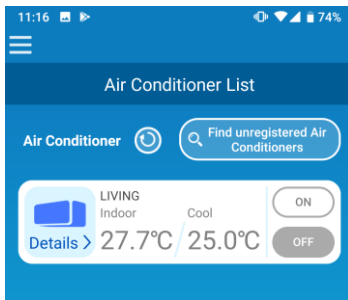 11:16 74%
Air Conditioner List
Air Conditioner Find unregistered Air
Conditioners
LIVING
Indoor Cool
Details > 27.7°C 25.0°C
ON
OFF